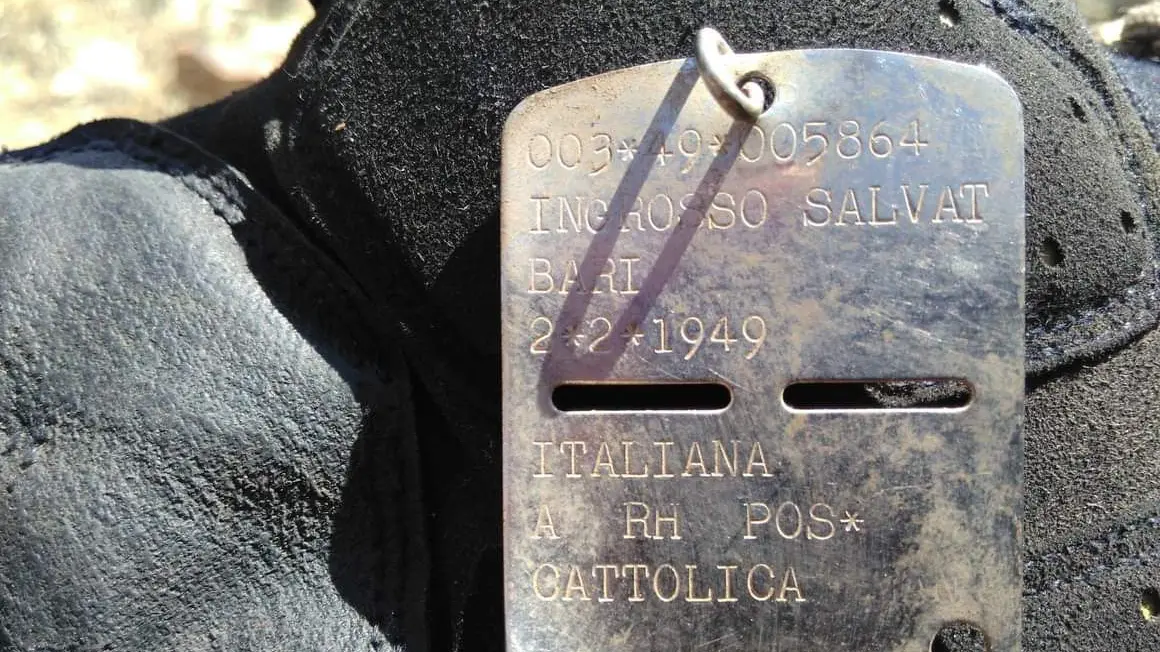 003*49*005864
INGROSSO SALVAT
BARI
2*2*1949
ITALIANA
A RH POS*
CATTOLICA